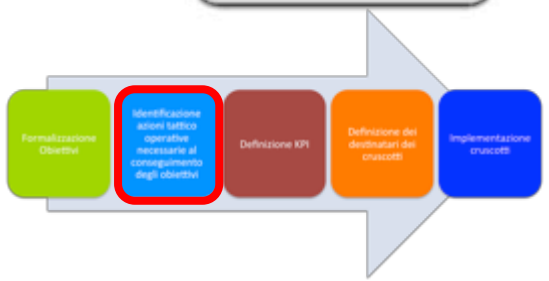 Formalizzazione
Obiettivi
Identificazione
azioni tattico
operative
necessarie al
conseguimento
degli obiettivi
Definizione KPI
Definizione dei
destinatari dei
cruscotti
Implementazione
cruscotti